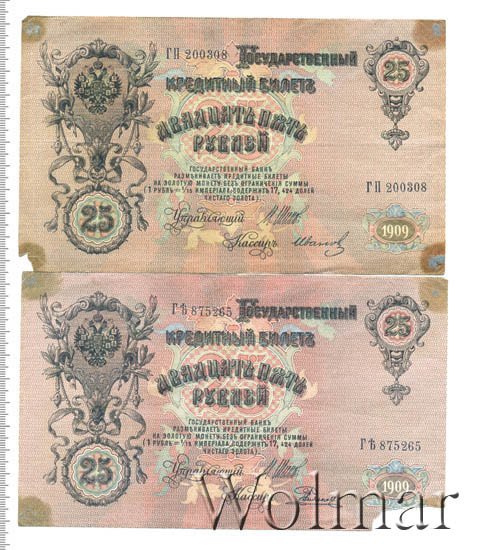 ГП 200308 Государственный
Кредитный Билетъ
Двадцать пять
рублей
25
Государственный Банкъ
размѣниваетъ кредитные билеты
на золотую монету безъ ограниченія суммы
(1 рубль = 1/15 имперіала, содержитъ 17,424 долей
чистаго золота).
ГП 200308
Управляющій
25
Кассиръ Иванов
1909
ГѢ 875265 Государственный
Кредитный Билетъ
25
Двадцать пять
рублей
Государственный Банкъ
размѣниваетъ кредитные билеты
на золотую монету безъ ограниченія суммы
(1 рубль = 1/15 имперіала, содержитъ 17,424 долей
чистаго золота).
ГѢ 875265
Управляющій
25
Кассиръ
1909
Wolmar